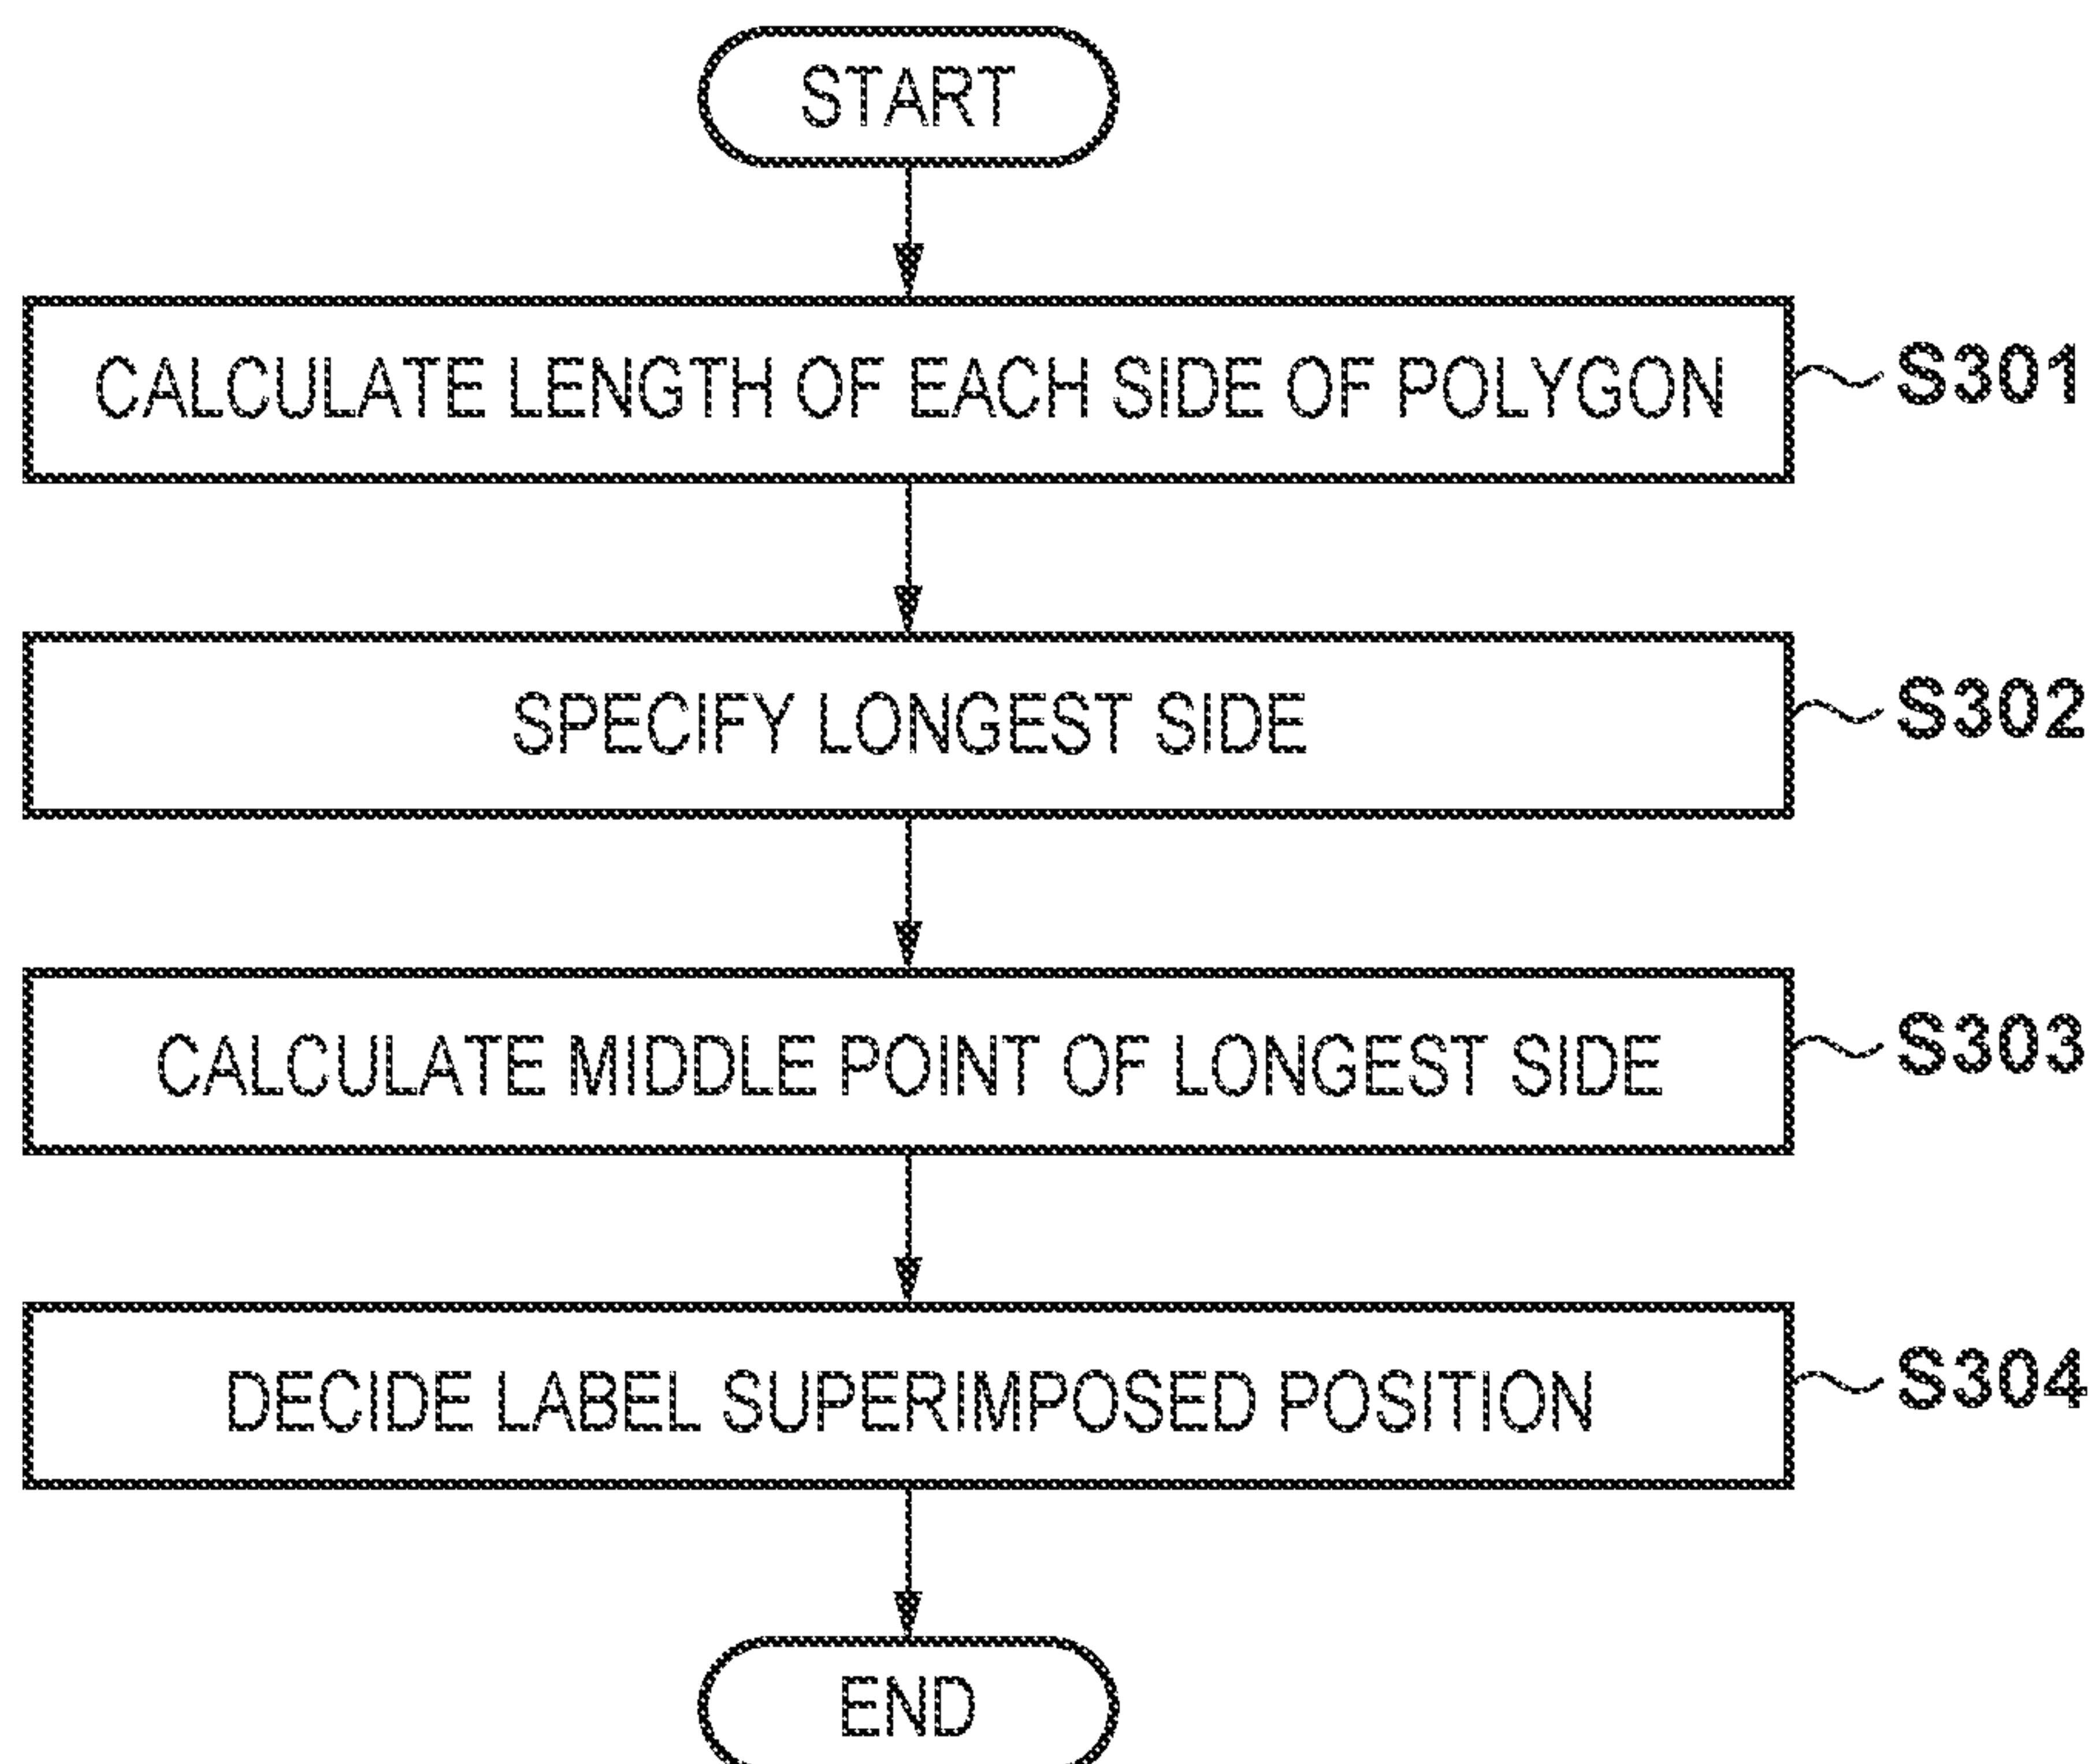 START
CALCULATE LENGTH OF EACH SIDE OF POLYGON S301
SPECIFY LONGEST SIDE S302
CALCULATE MIDDLE POINT OF LONGEST SIDE S303
DECIDE LABEL SUPERIMPOSED POSITION S304
END